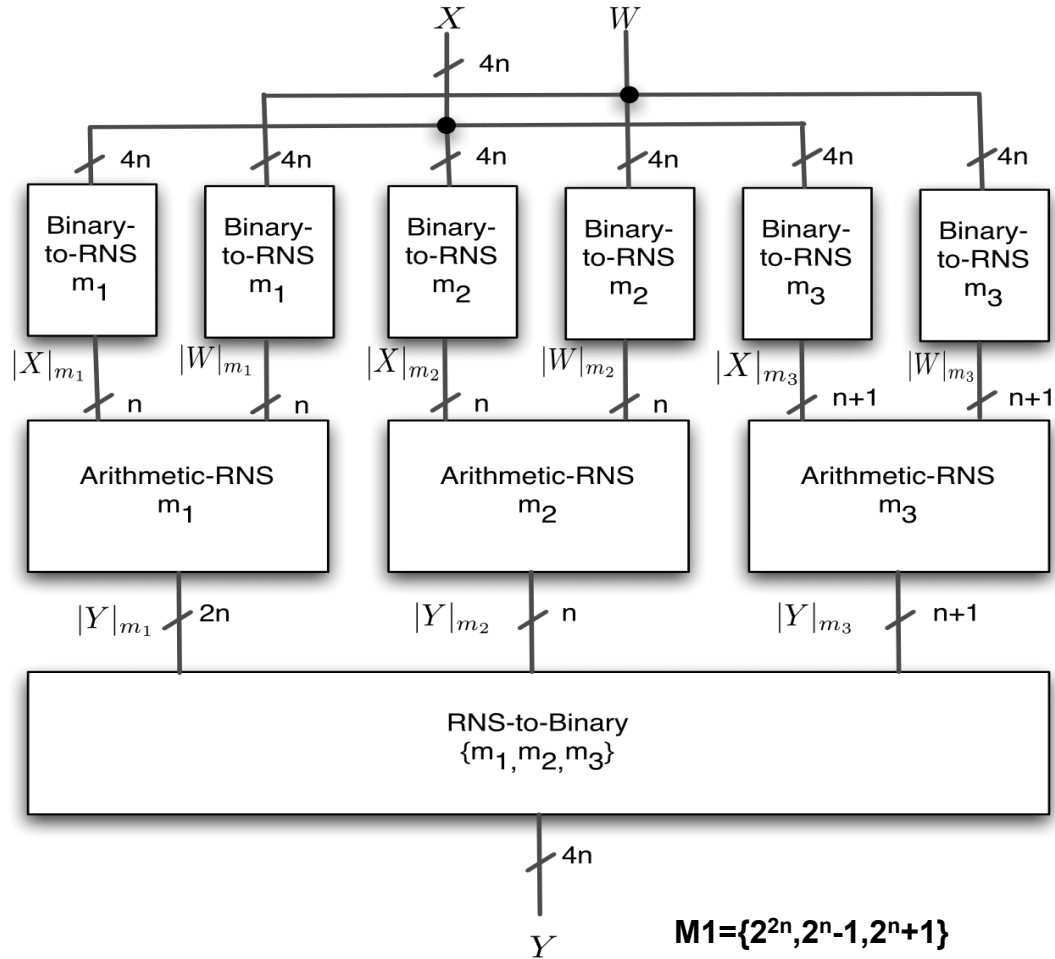 X W
4n
4n 4n 4n 4n 4n 4n
Binary-to-RNS m₁
Binary-to-RNS m₁
Binary-to-RNS m₂
Binary-to-RNS m₂
Binary-to-RNS m₃
Binary-to-RNS m₃
|X|m₁ |W|m₁ |X|m₂ |W|m₂ |X|m₃ |W|m₃
n n n n n+1 n+1
Arithmetic-RNS m₁
Arithmetic-RNS m₂
Arithmetic-RNS m₃
|Y|m₁ 2n |Y|m₂ n |Y|m₃ n+1
RNS-to-Binary
{m₁,m₂,m₃}
4n
Y
M1={2²ⁿ,2ⁿ-1,2ⁿ+1}